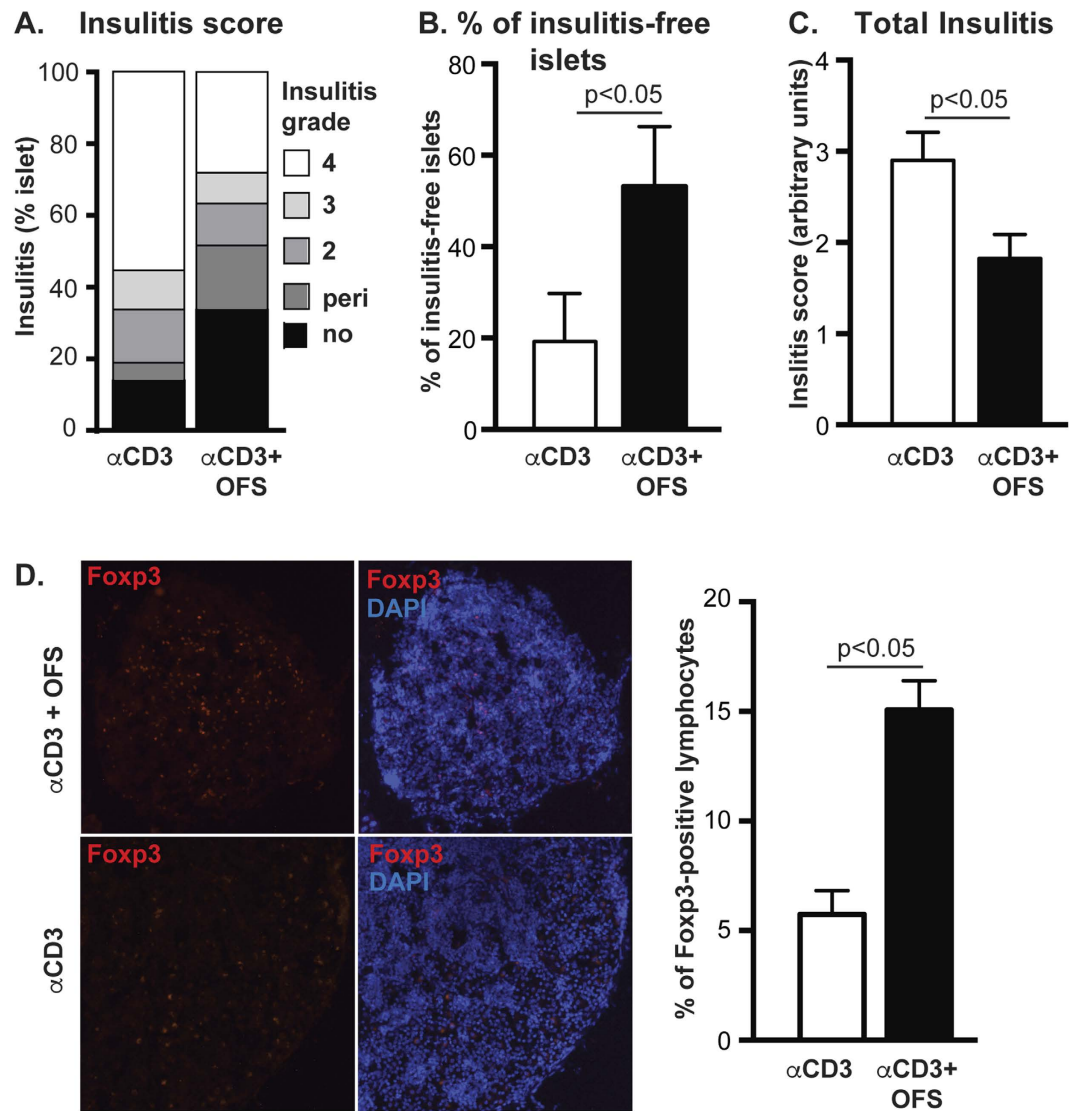 A. Insulitis score
100
80
60
40
20
0
Insulitis (% islet)
αCD3
αCD3+
OFS
Insulitis
grade
4
3
2
peri
no
B. % of insulitis-free
islets
80
60
40
20
0
% of insulitis-free islets
p<0.05
αCD3
αCD3+
OFS
C. Total Insulitis
4
3
2
1
0
Inslitis score (arbitrary units)
p<0.05
αCD3
αCD3+
OFS
D.
αCD3 + OFS
Foxp3
Foxp3
DAPI
αCD3
Foxp3
Foxp3
DAPI
20
15
10
5
0
% of Foxp3-positive lymphocytes
p<0.05
αCD3
αCD3+
OFS